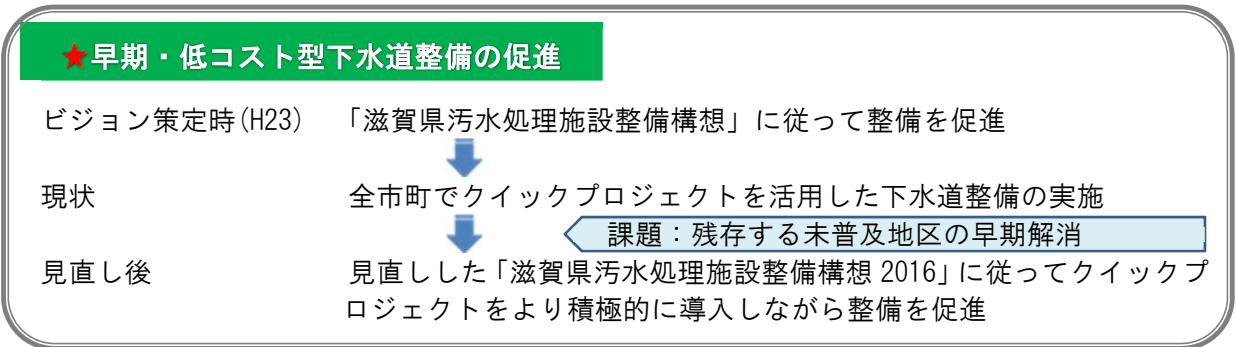 ★早期・低コスト型下水道整備の促進
ビジョン策定時(H23) 「滋賀県汚水処理施設整備構想」に従って整備を促進
現状 全市町でクイックプロジェクトを活用した下水道整備の実施
課題：残存する未普及地区の早期解消
見直し後 見直しした「滋賀県汚水処理施設整備構想 2016」に従ってクイックプ
ロジェクトをより積極的に導入しながら整備を促進